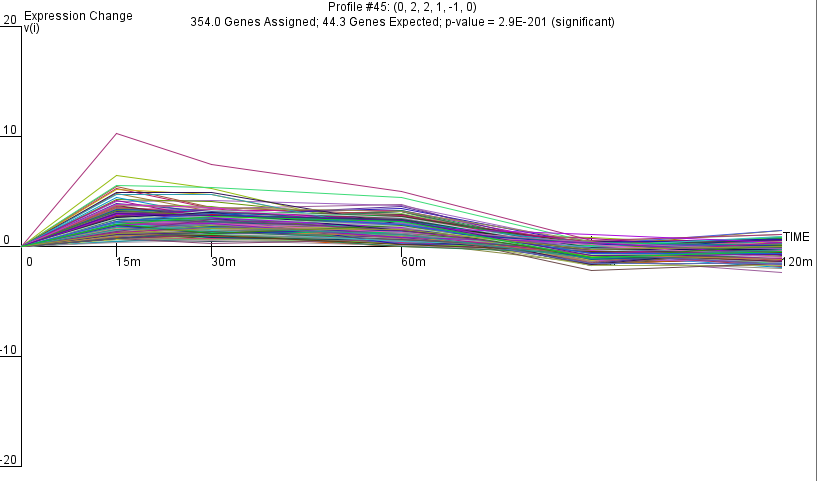 Profile #45: (0, 2, 2, 1, -1, 0)
354.0 Genes Assigned; 44.3 Genes Expected; p-value = 2.9E-201 (significant)
20
Expression Change
v(i)
10
0
TIME
0
15m
30m
60m
120m
-10
-20